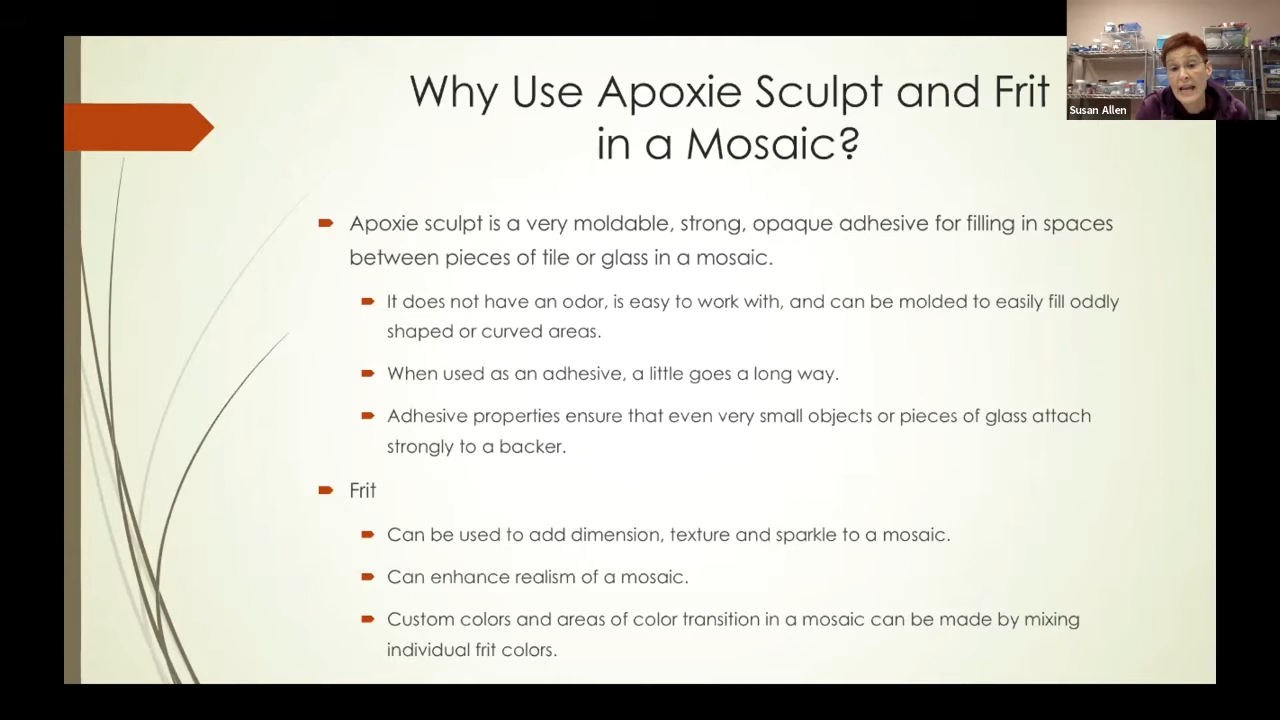 Why Use Apoxie Sculpt and Frit
in a Mosaic?
Susan Allen
Apoxie sculpt is a very moldable, strong, opaque adhesive for filling in spaces
between pieces of tile or glass in a mosaic.
It does not have an odor, is easy to work with, and can be molded to easily fill oddly
shaped or curved areas.
When used as an adhesive, a little goes a long way.
Adhesive properties ensure that even very small objects or pieces of glass attach
strongly to a backer.
Frit
Can be used to add dimension, texture and sparkle to a mosaic.
Can enhance realism of a mosaic.
Custom colors and areas of color transition in a mosaic can be made by mixing
individual frit colors.